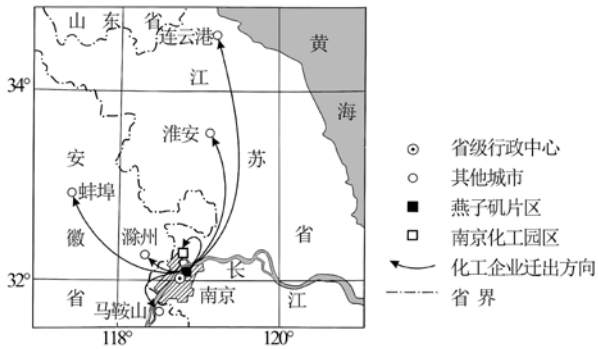 山东省
连云港
黄海
34°
江苏省
淮安
安徽省
蚌埠
滁州
长江
32°
南京
马鞍山
118°
120°
省级行政中心
其他城市
燕子矶片区
南京化工园区
化工企业迁出方向
省界